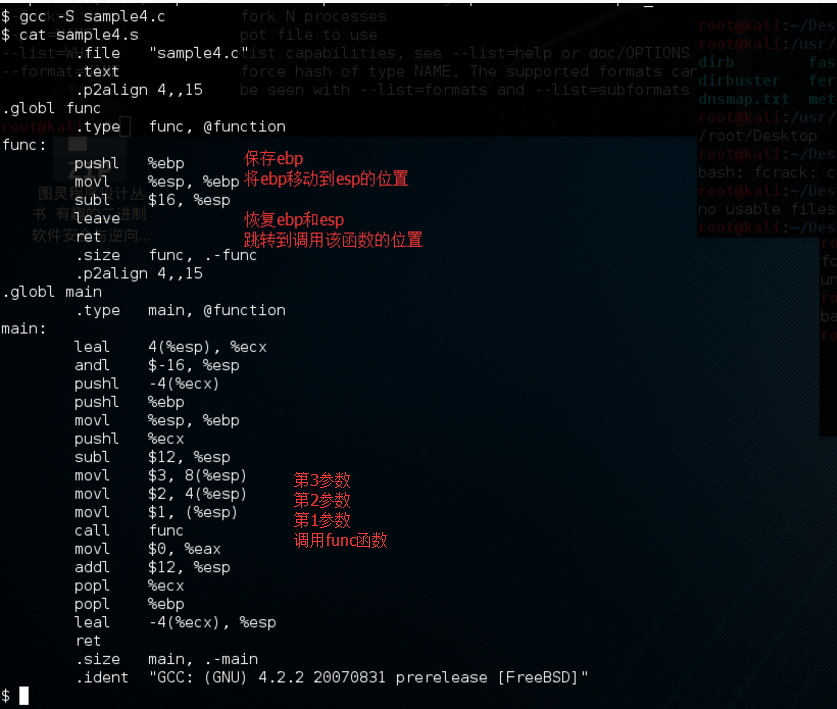 $ gcc -S sample4.c
fork N processes
$ cat sample4.s
pot file to use
.file "sample4.c"
list capabilities, see --list=help or doc/OPTIONS
.text
force hash of type NAME. The supported formats can
.p2align 4,,15
be seen with --list=formats and --list=subformats
.globl func
.type func, @function
func:
pushl %ebp 保存ebp
movl %esp, %ebp 将ebp移动到esp的位置
subl $16, %esp
leave 恢复ebp和esp
ret 跳转到调用该函数的位置
.size func, .-func
.p2align 4,,15
.globl main
.type main, @function
main:
leal 4(%esp), %ecx
andl $-16, %esp
pushl -4(%ecx)
pushl %ebp
movl %esp, %ebp
pushl %ecx
subl $12, %esp
movl $3, 8(%esp) 第3参数
movl $2, 4(%esp) 第2参数
movl $1, (%esp) 第1参数
call func 调用func函数
movl $0, %eax
addl $12, %esp
popl %ecx
popl %ebp
leal -4(%ecx), %esp
ret
.size main, .-main
.ident "GCC: (GNU) 4.2.2 20070831 prerelease [FreeBSD]"
$
root@kali:~/Des
root@kali:/usr/
dirb fas
dirbuster fer
dnsmap.txt met
root@kali:/usr/
/root/Desktop
root@kali:~/Des
bash: fcrack: c
root@kali:~/Des
no usable files
root@kali:~/Des